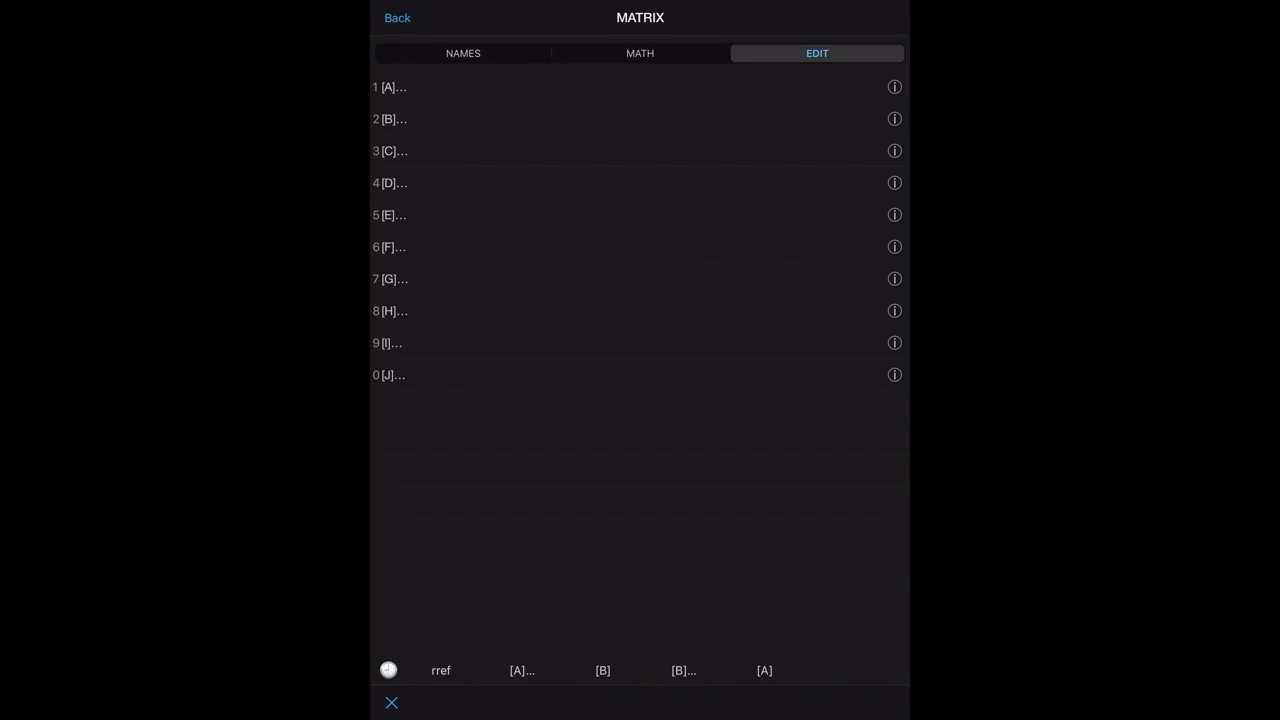 Back MATRIX
NAMES MATH EDIT
1 [A]...
2 [B]...
3 [C]...
4 [D]...
5 [E]...
6 [F]...
7 [G]...
8 [H]...
9 [I]...
0 [J]...
rref [A]... [B] [B]... [A]